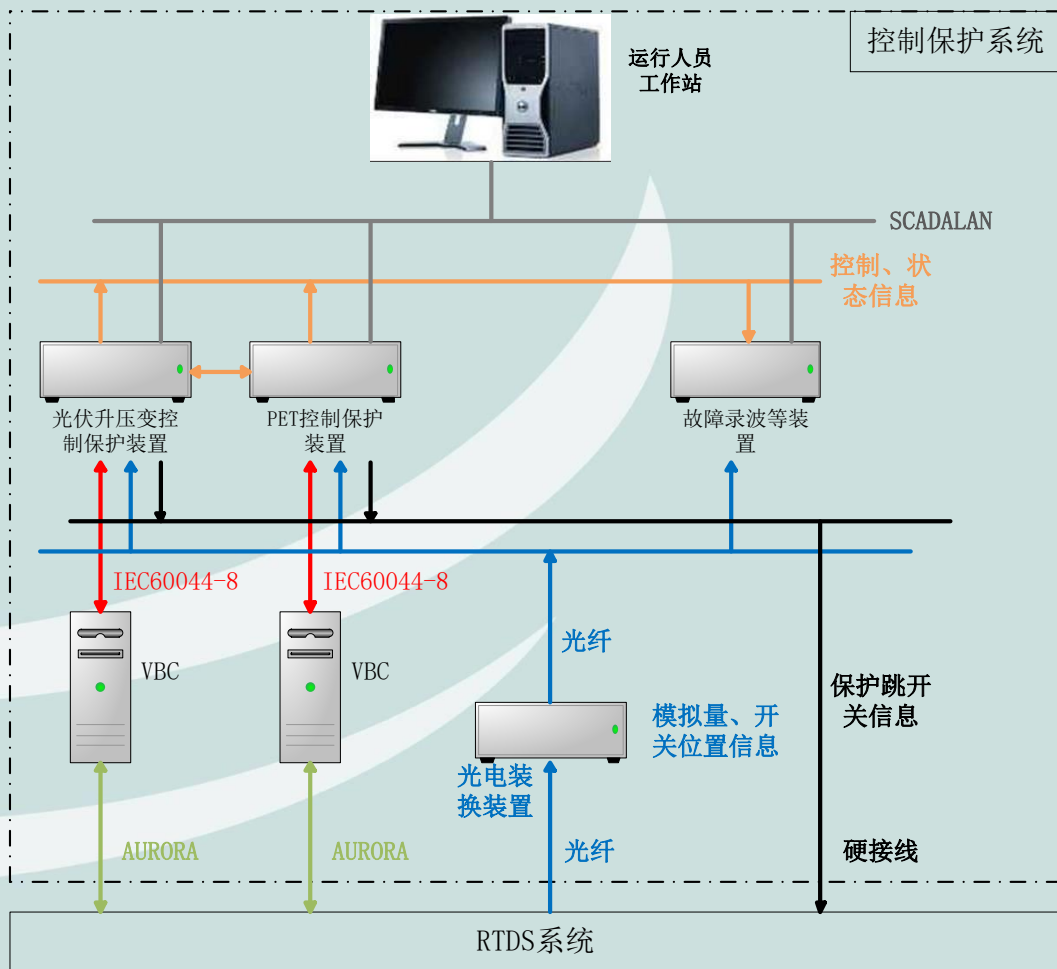 控制保护系统
运行人员
工作站
SCADALAN
控制、状
态信息
光伏升压变控
制保护装置
PET控制保护
装置
故障录波等装
置
IEC60044-8
IEC60044-8
VBC
VBC
光纤
模拟量、开
关位置信息
保护跳开
关信息
光电装
换装置
AURORA
AURORA
光纤
硬接线
RTDS系统